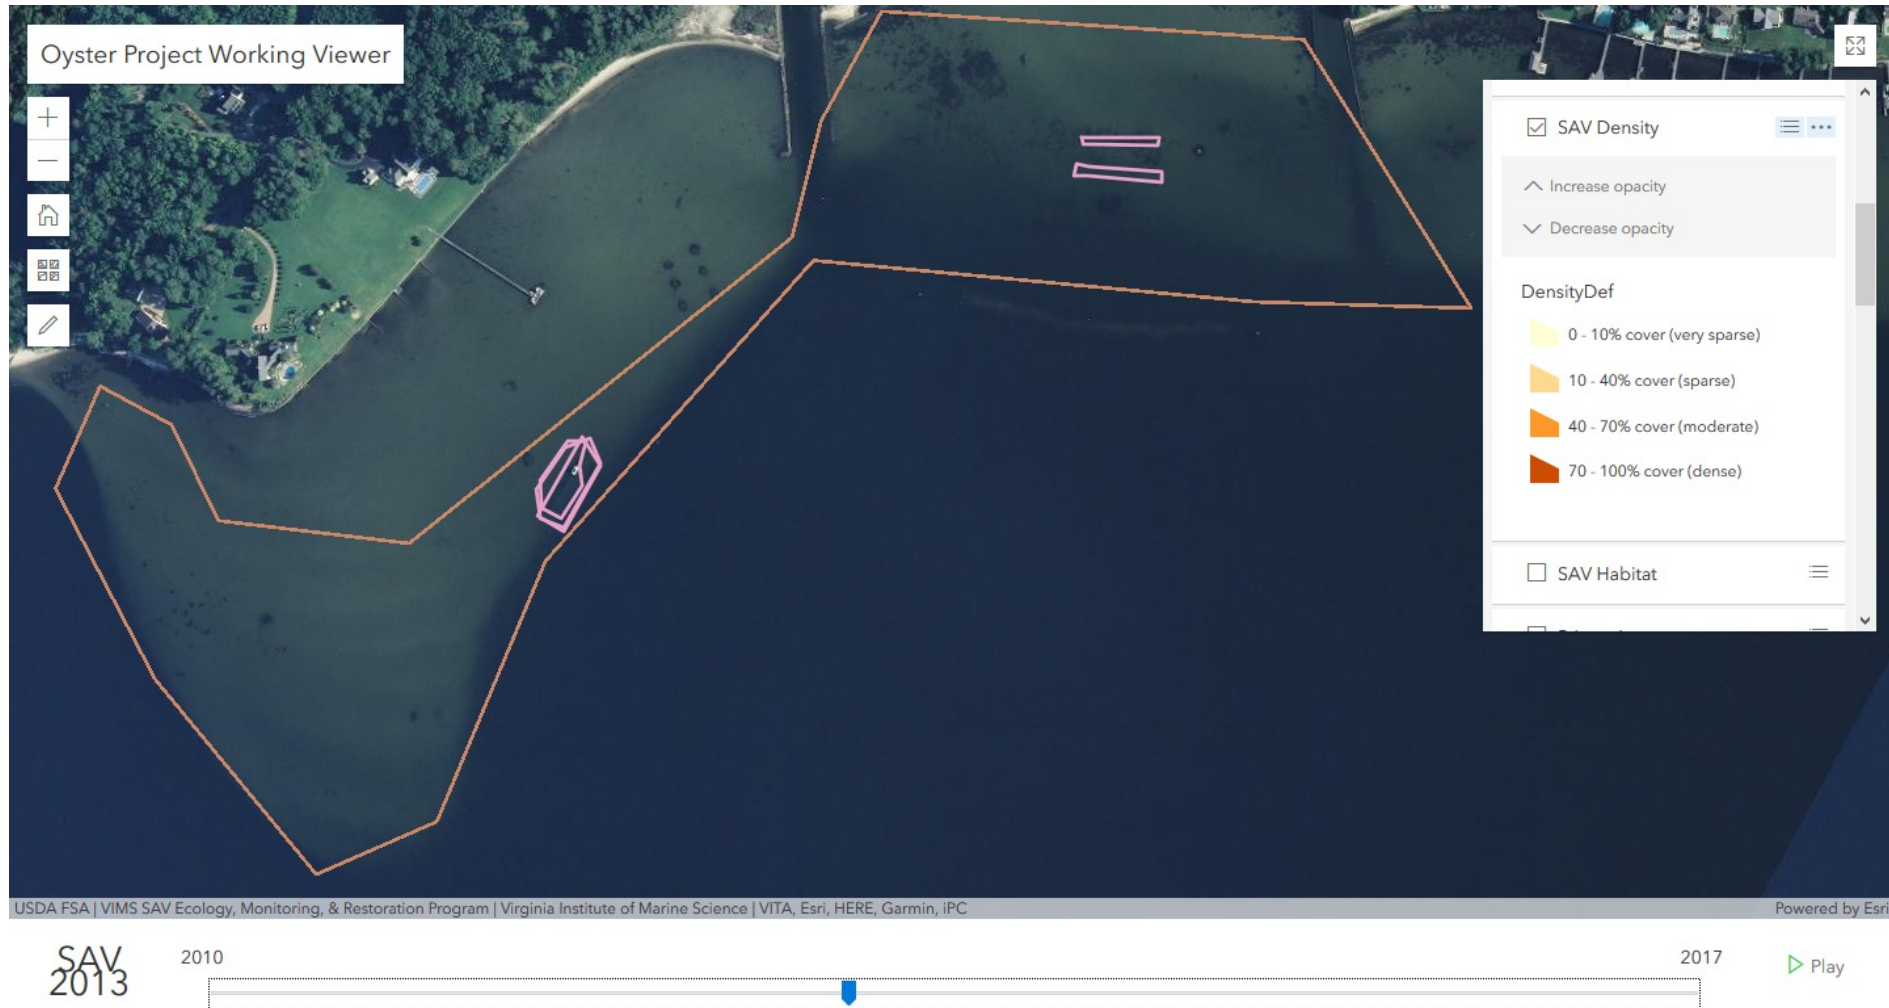 Oyster Project Working Viewer
SAV Density
Increase opacity
Decrease opacity
DensityDef
0 - 10% cover (very sparse)
10 - 40% cover (sparse)
40 - 70% cover (moderate)
70 - 100% cover (dense)
SAV Habitat
USDA FSA | VIMS SAV Ecology, Monitoring, & Restoration Program | Virginia Institute of Marine Science | VITA, Esri, HERE, Garmin, iPC
Powered by Esri
SAV
2013
2010
2017
Play